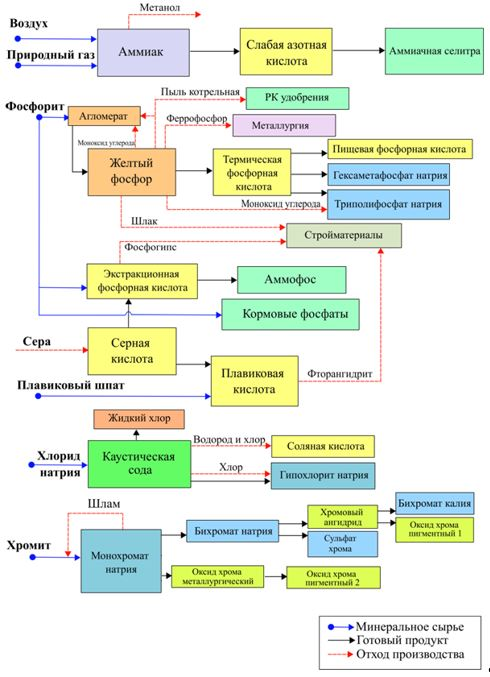 Метанол
Воздух
Природный газ
Аммиак
Слабая азотная
кислота
Аммиачная селитра
Пыль котрельная
РК удобрения
Фосфорит
Агломерат
Феррофосфор
Металлургия
Моноксид углерода
Желтый
фосфор
Термическая
фосфорная
кислота
Пищевая фосфорная кислота
Гексаметафосфат натрия
Моноксид углерода
Триполифосфат натрия
Шлак
Стройматериалы
Фосфогипс
Экстракционная
фосфорная кислота
Аммофос
Кормовые фосфаты
Сера
Серная
кислота
Плавиковая
кислота
Фторангидрит
Плавиковый шпат
Жидкий хлор
Хлорид
натрия
Каустическая
сода
Водород и хлор
Соляная кислота
Хлор
Гипохлорит натрия
Шлам
Хромит
Монохромат
натрия
Бихромат натрия
Хромовый
ангидрид
Сульфат
хрома
Бихромат калия
Оксид хрома
пигментный 1
Оксид хрома
металлургический
Оксид хрома
пигментный 2
Минеральное сырье
Готовый продукт
Отход производства